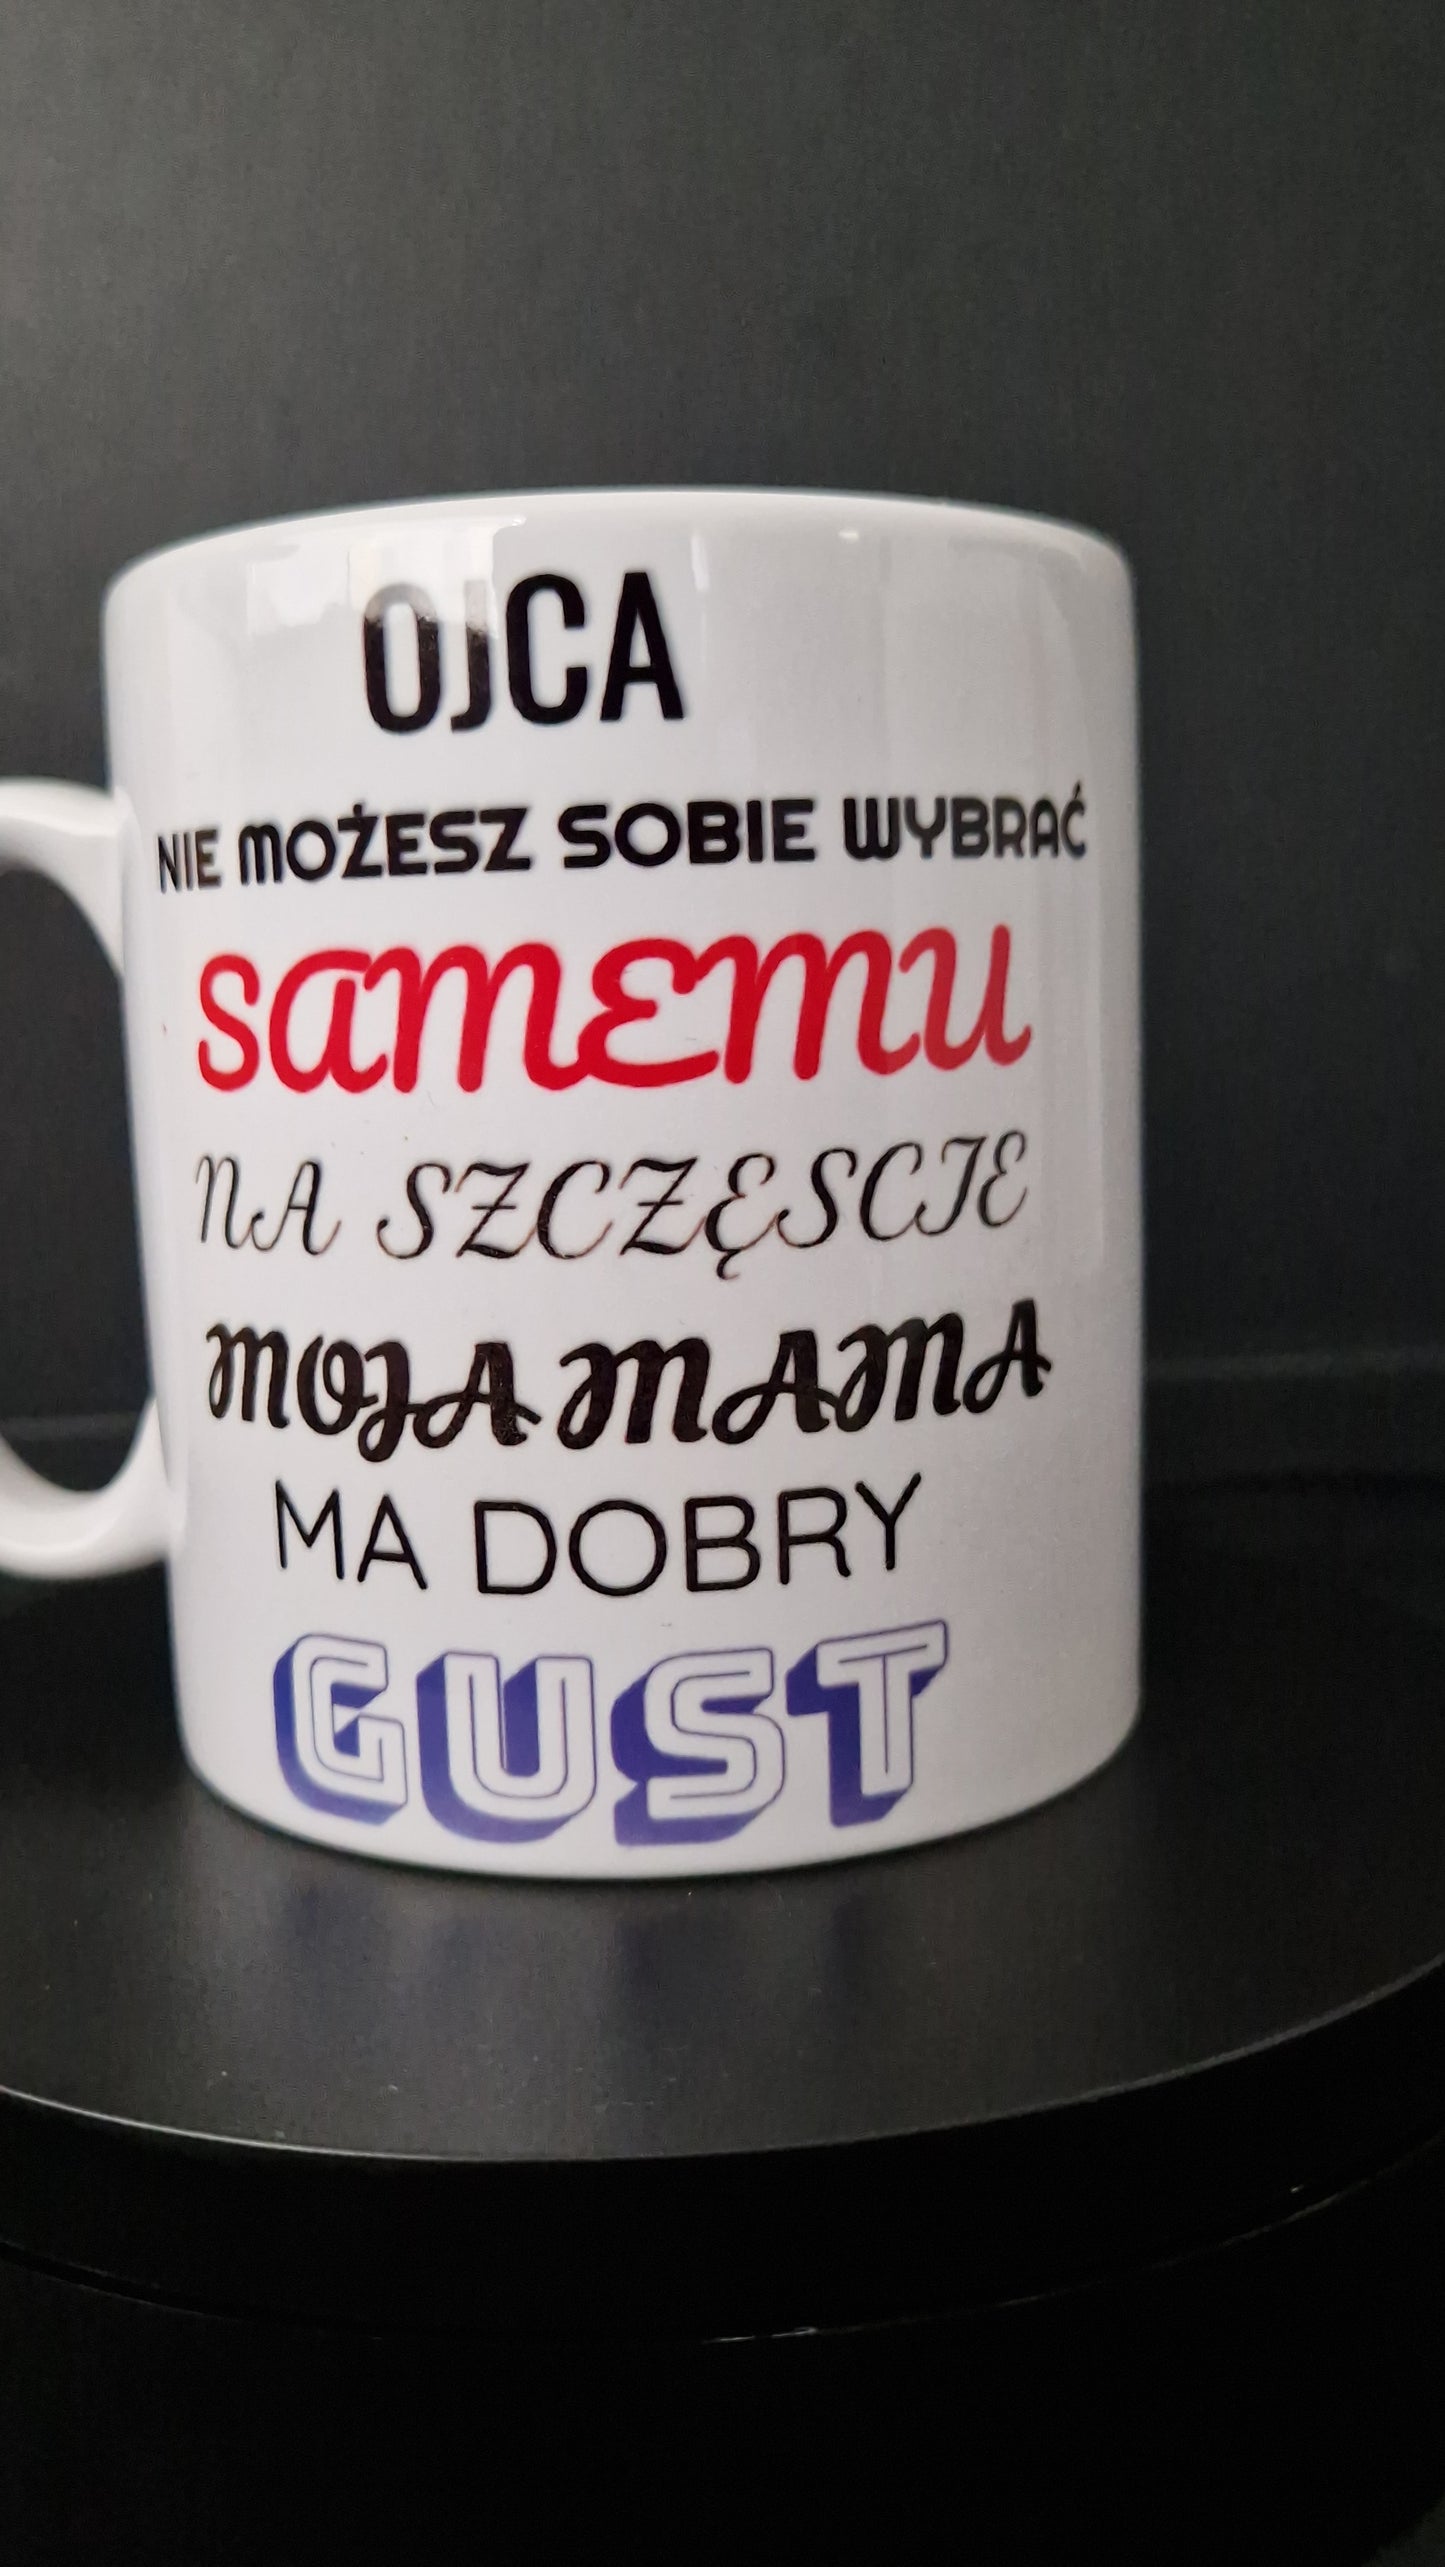 OJCA
NIE MOŻESZ SOBIE WYBRAĆ
SAMEMU
NA SZCZĘSCIE
MOJA MAMA
MA DOBRY
GUST